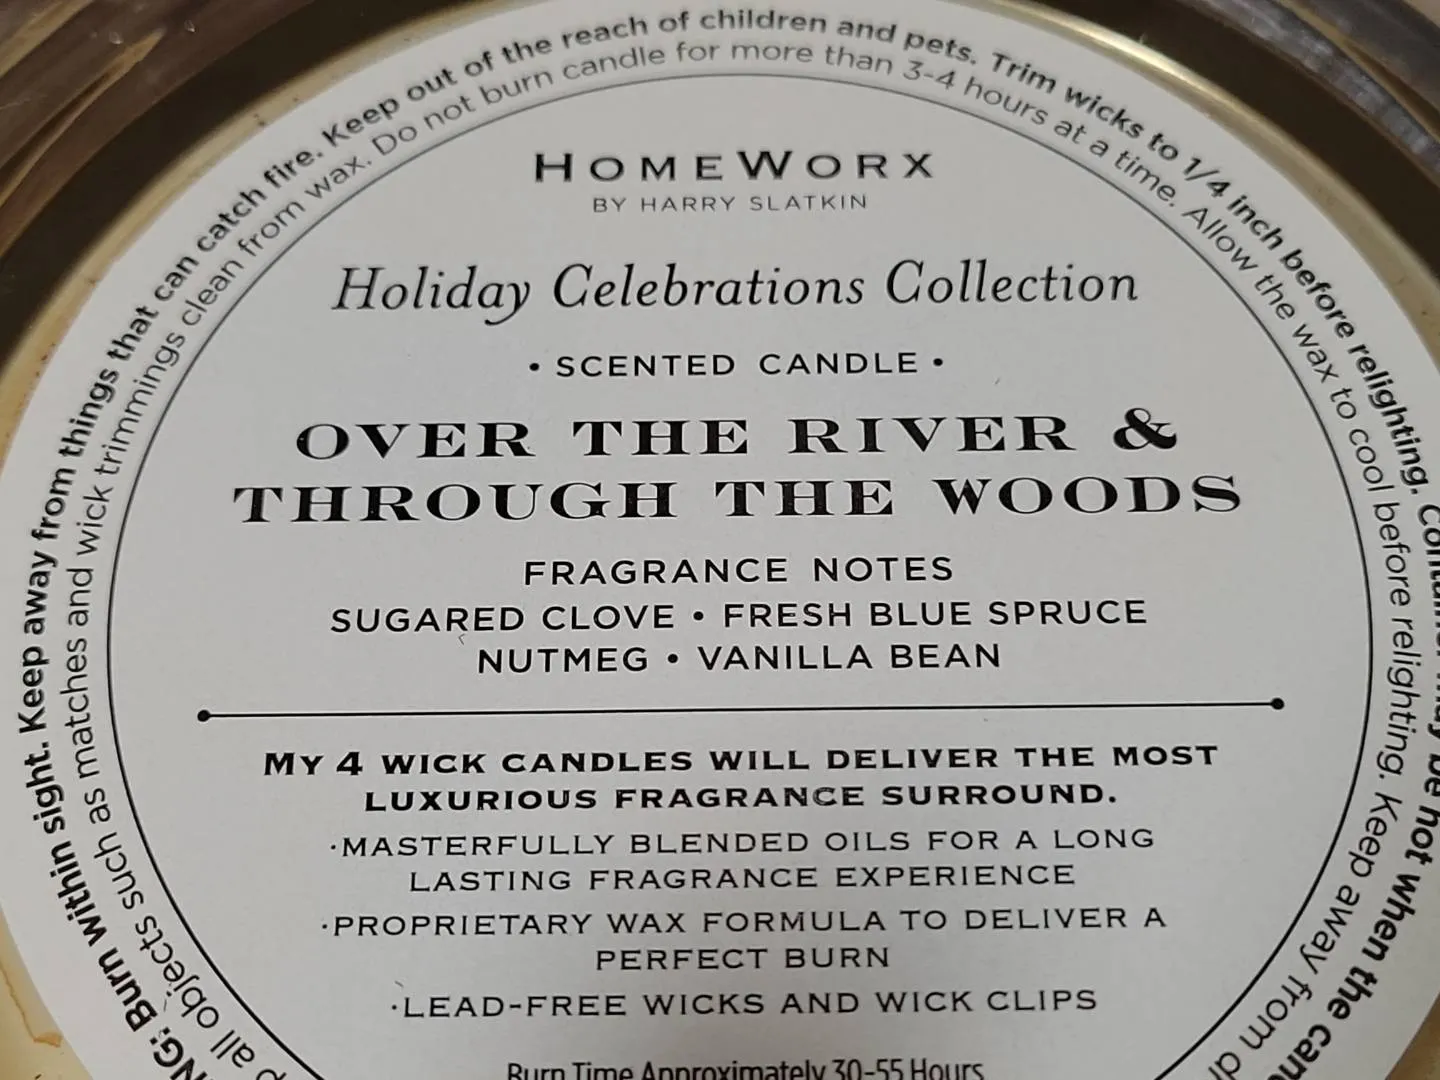 Burn within sight. Keep away from things that can catch fire. Keep out of the reach of children and pets. Trim wicks to 1/4 inch before relighting.
be hot when the
all objects such as matches and wick trimmings clean from wax. Do not burn candle for more than 3-4 hours at a time. Allow the wax to cool before relighting. Keep away from
HOMEWORX
BY HARRY SLATKIN
Holiday Celebrations Collection
• SCENTED CANDLE •
OVER THE RIVER &
THROUGH THE WOODS
FRAGRANCE NOTES
SUGARED CLOVE • FRESH BLUE SPRUCE
NUTMEG • VANILLA BEAN
MY 4 WICK CANDLES WILL DELIVER THE MOST
LUXURIOUS FRAGRANCE SURROUND.
·MASTERFULLY BLENDED OILS FOR A LONG
LASTING FRAGRANCE EXPERIENCE
·PROPRIETARY WAX FORMULA TO DELIVER A
PERFECT BURN
·LEAD-FREE WICKS AND WICK CLIPS
Burn Time Approximately 30-55 Hours